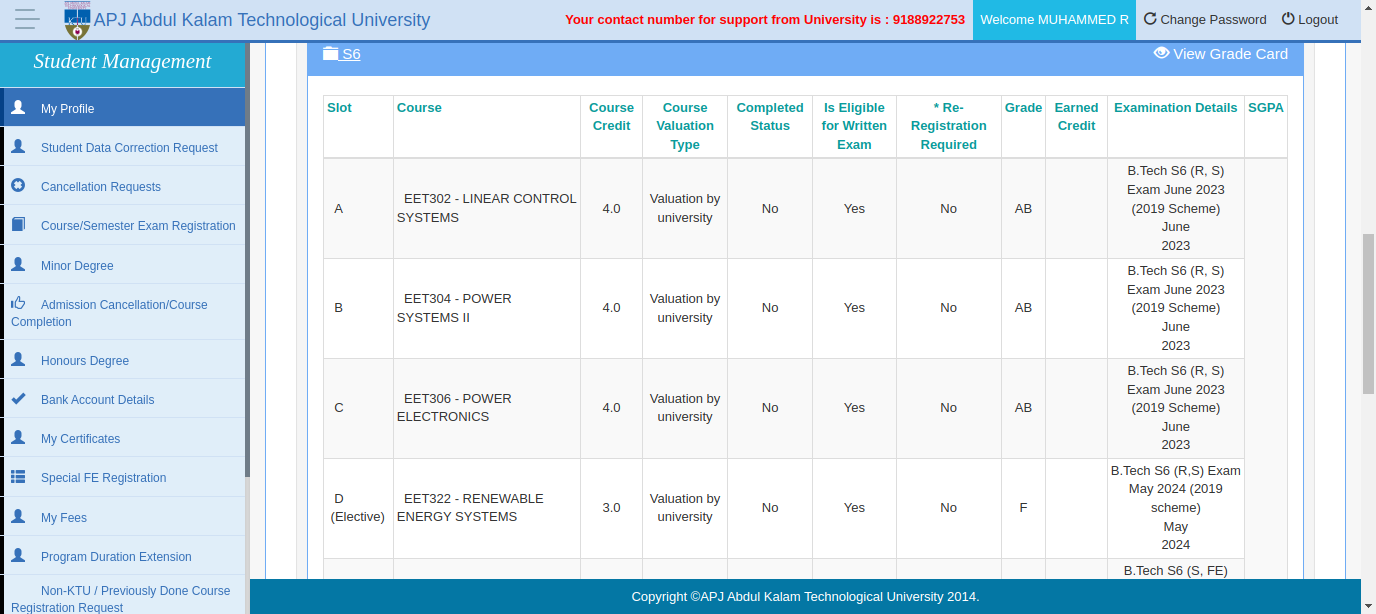 APJ Abdul Kalam Technological University
Your contact number for support from University is : 9188922753
Welcome MUHAMMED R
Change Password
Logout
Student Management
My Profile
Student Data Correction Request
Cancellation Requests
Course/Semester Exam Registration
Minor Degree
Admission Cancellation/Course
Completion
Honours Degree
Bank Account Details
My Certificates
Special FE Registration
My Fees
Program Duration Extension
Non-KTU / Previously Done Course
Registration Request
S6
View Grade Card
Slot
Course
Course
Credit
Course
Valuation
Type
Completed
Status
Is Eligible
for Written
Exam
* Re-
Registration
Required
Grade
Earned
Credit
Examination Details
SGPA
A
EET302 - LINEAR CONTROL
SYSTEMS
4.0
Valuation by
university
No
Yes
No
AB
B.Tech S6 (R, S)
Exam June 2023
(2019 Scheme)
June
2023
B
EET304 - POWER
SYSTEMS II
4.0
Valuation by
university
No
Yes
No
AB
B.Tech S6 (R, S)
Exam June 2023
(2019 Scheme)
June
2023
C
EET306 - POWER
ELECTRONICS
4.0
Valuation by
university
No
Yes
No
AB
B.Tech S6 (R, S)
Exam June 2023
(2019 Scheme)
June
2023
D
(Elective)
EET322 - RENEWABLE
ENERGY SYSTEMS
3.0
Valuation by
university
No
Yes
No
F
B.Tech S6 (R,S) Exam
May 2024 (2019
scheme)
May
2024
B.Tech S6 (S, FE)
Copyright ©APJ Abdul Kalam Technological University 2014.